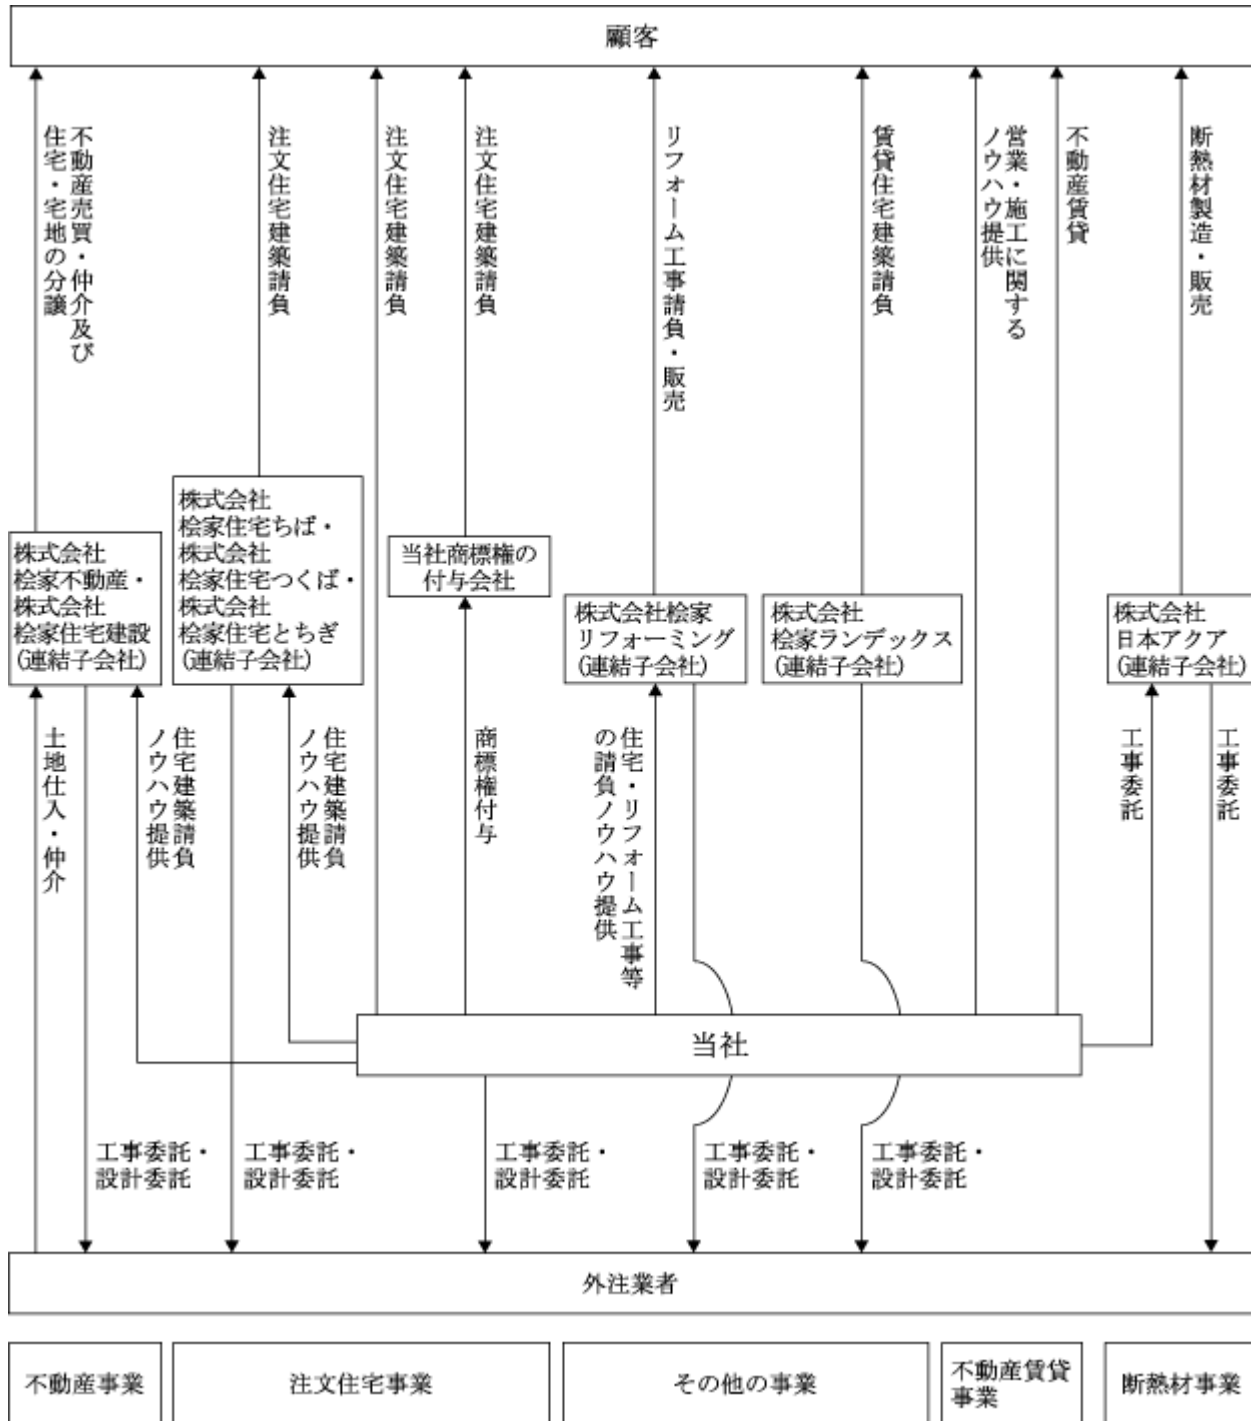 顧客
不動産売買・仲介及び
住宅・宅地の分譲
注文住宅建築請負
注文住宅建築請負
注文住宅建築請負
リフォーム工事請負・販売
賃貸住宅建築請負
営業・施工に関する
ノウハウ提供
不動産賃貸
断熱材製造・販売
株式会社
桧家不動産・
株式会社
桧家住宅建設
(連結子会社)
株式会社
桧家住宅ちば・
株式会社
桧家住宅つくば・
株式会社
桧家住宅とちぎ
(連結子会社)
当社商標権の
付与会社
株式会社桧家
リフォーミング
(連結子会社)
株式会社
桧家ランデックス
(連結子会社)
株式会社
日本アクア
(連結子会社)
土地仕入・仲介
住宅建築請負
ノウハウ提供
住宅建築請負
ノウハウ提供
商標権付与
住宅・リフォーム工事等
の請負ノウハウ提供
工事委託
工事委託
当社
工事委託・
設計委託
工事委託・
設計委託
工事委託・
設計委託
工事委託・
設計委託
工事委託・
設計委託
外注業者
不動産事業
注文住宅事業
その他の事業
不動産賃貸
事業
断熱材事業